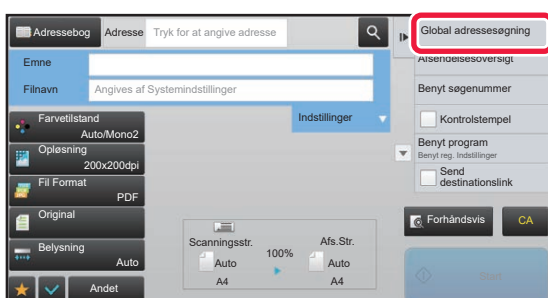 Adressebog
Adresse
Tryk for at angive adresse
Emne
Filnavn
Angives af Systemindstillinger
Indstillinger
Farvetilstand
Auto/Mono2
Opløsning
200x200dpi
Fil Format
PDF
Original
Belysning
Auto
Andet
Scanningsstr.
Auto
A4
100%
Afs.Str.
Auto
A4
Global adressesøgning
Afsendelsesoversigt
Benyt søgenummer
Kontrolstempel
Benyt program
Benyt reg. Indstillinger
Send
destinationslink
Forhåndsvis
CA
Start